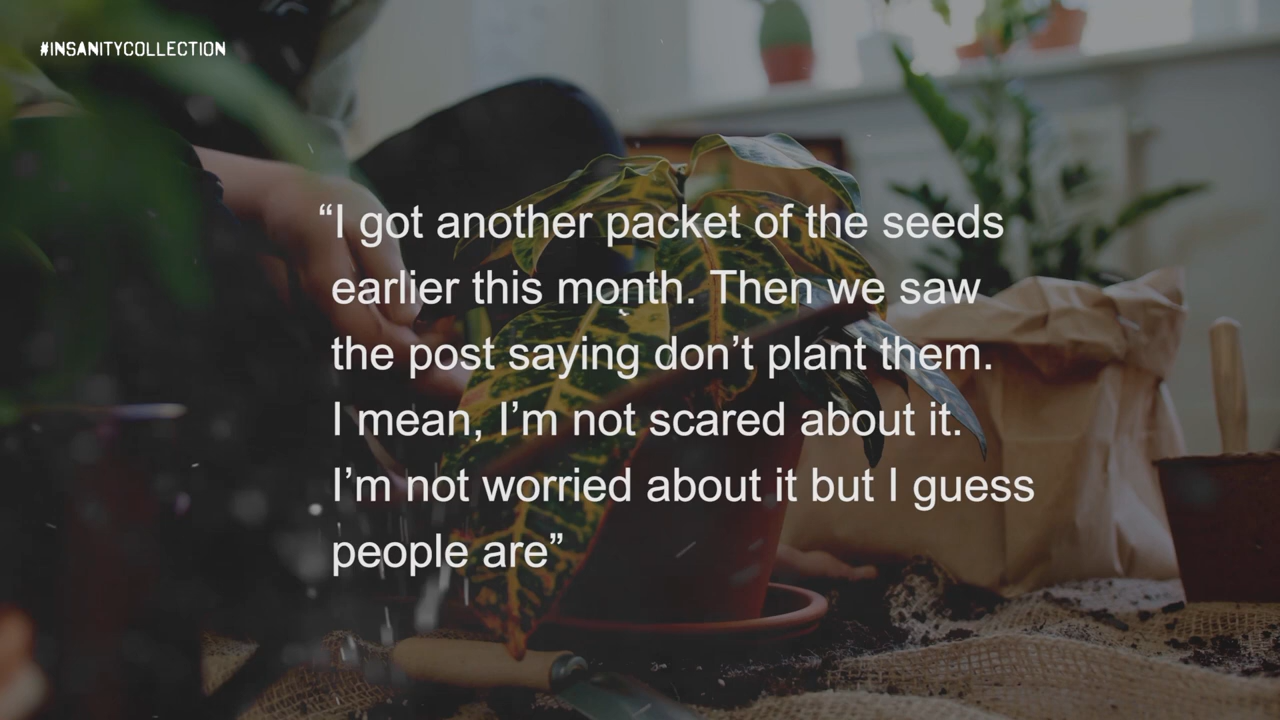 #INSANITYCOLLECTION
“I got another packet of the seeds
earlier this month. Then we saw
the post saying don’t plant them.
I mean, I’m not scared about it.
I’m not worried about it but I guess
people are”